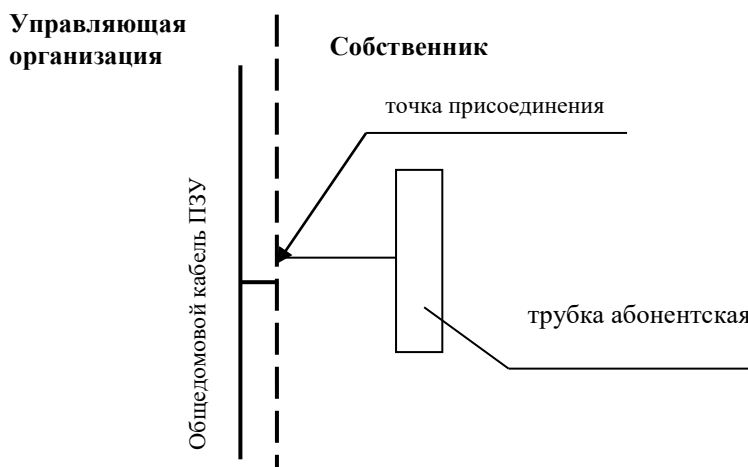 Управляющая
организация
Собственник
точка присоединения
Общедомовой кабель ПЗУ
трубка абонентская